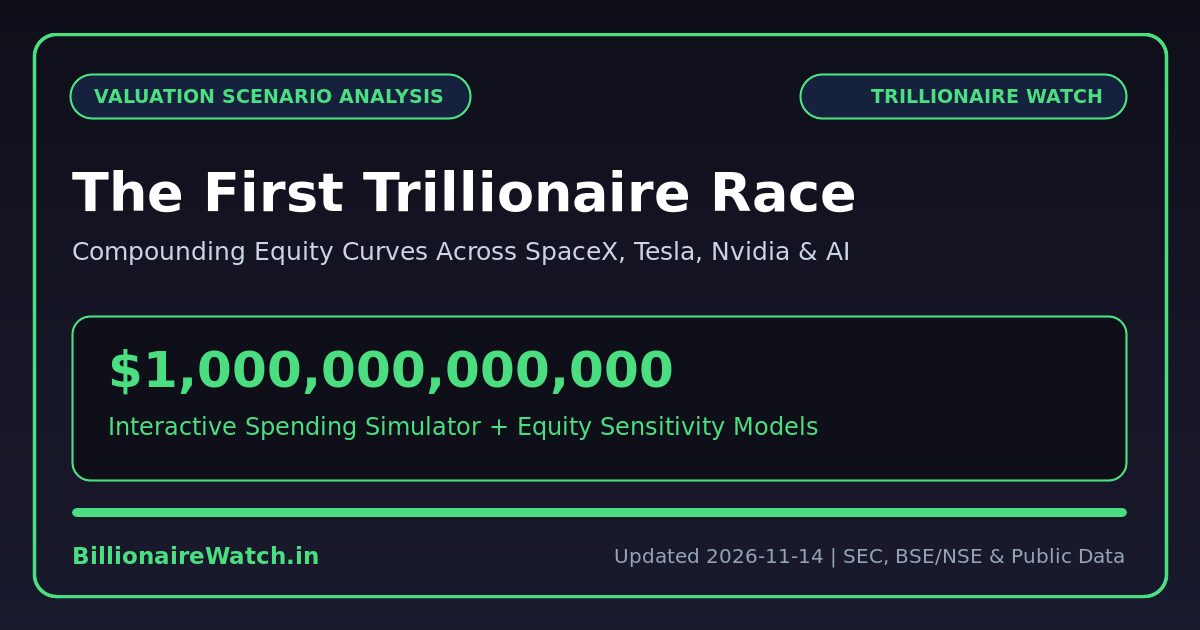 VALUATION SCENARIO ANALYSIS
TRILLIONAIRE WATCH
The First Trillionaire Race
Compounding Equity Curves Across SpaceX, Tesla, Nvidia & AI
$1,000,000,000,000
Interactive Spending Simulator + Equity Sensitivity Models
BillionaireWatch.in
Updated 2026-11-14 | SEC, BSE/NSE & Public Data